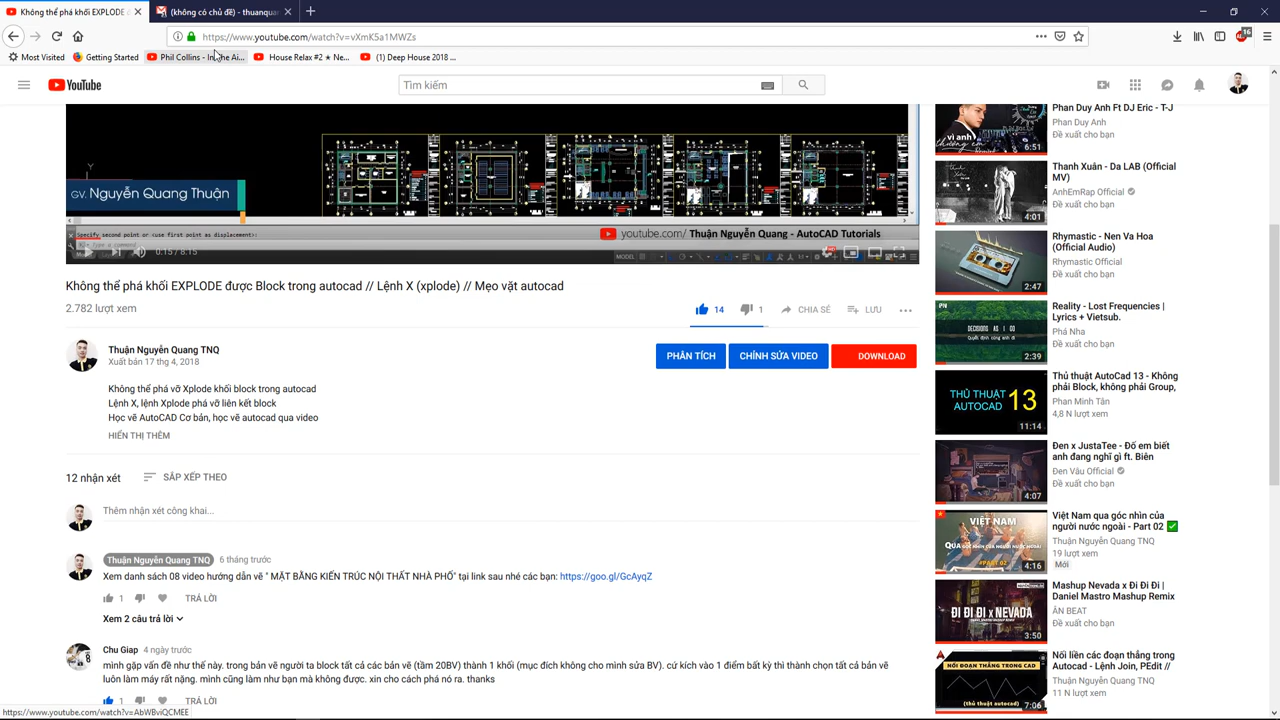 Không thể phá khối EXPLODE đ
(không có chủ đề) - thuanqua
https://www.youtube.com/watch?v=vXmK5a1MWZs
Most Visited
Getting Started
Phil Collins - In The Ai...
House Relax #2 ★ Ne...
(1) Deep House 2018 ...
16
YouTube
Tìm kiếm
GV. Nguyễn Quang Thuận
Specify second point or <use first point as displacement>:
youtube.com/ Thuận Nguyễn Quang - AutoCAD Tutorials
0:15 / 8:15
MODEL
Không thể phá khối EXPLODE được Block trong autocad // Lệnh X (xplode) // Mẹo vặt autocad
2.782 lượt xem
14
1
CHIA SẺ
LƯU
Thuận Nguyễn Quang TNQ
Xuất bản 17 thg 4, 2018
PHÂN TÍCH
CHỈNH SỬA VIDEO
DOWNLOAD
Không thể phá vỡ Xplode khối block trong autocad
Lệnh X, lệnh Xplode phá vỡ liên kết block
Học vẽ AutoCAD Cơ bản, học vẽ autocad qua video
HIỂN THỊ THÊM
12 nhận xét
SẮP XẾP THEO
Thêm nhận xét công khai...
Thuận Nguyễn Quang TNQ
6 tháng trước
Xem danh sách 08 video hướng dẫn vẽ " MẶT BẰNG KIẾN TRÚC NỘI THẤT NHÀ PHỐ" tại link sau nhé các bạn: https://goo.gl/GcAyqZ
1
TRẢ LỜI
Xem 2 câu trả lời
Chu Giap
4 ngày trước
mình gặp vấn đề như thế này. trong bản vẽ người ta block tất cả các bản vẽ (tầm 20BV) thành 1 khối (mục đích không cho mình sửa BV). cứ kích vào 1 điểm bất kỳ thì thành chọn tất cả bản vẽ
luôn làm máy rất nặng. mình cũng làm như bạn mà không được. xin cho cách phá nó ra. thanks
1
TRẢ LỜI
https://www.youtube.com/watch?v=AbWBviQCMEE
vì anh
6:51
Phan Duy Anh Ft DJ Eric - T-J
Phan Duy Anh
Đề xuất cho bạn
4:01
Thanh Xuân - Da LAB (Official
MV)
AnhEmRap Official
Đề xuất cho bạn
2:47
Rhymastic - Nen Va Hoa
(Official Audio)
Rhymastic Official
Đề xuất cho bạn
DECISIONS AS I GO
2:39
Reality - Lost Frequencies |
Lyrics + Vietsub.
Phá Nha
Đề xuất cho bạn
THỦ THUẬT
AUTOCAD 13
11:14
Thủ thuật AutoCad 13 - Không
phải Block, không phải Group,
Phan Minh Tân
4,8 N lượt xem
4:07
Đen x JustaTee - Đố em biết
anh đang nghĩ gì ft. Biên
Đen Vâu Official
Đề xuất cho bạn
VIỆT NAM
QUA GÓC NHÌN CỦA NGƯỜI NƯỚC NGOÀI
#PART 02
4:16
Việt Nam qua góc nhìn của
người nước ngoài - Part 02
Thuận Nguyễn Quang TNQ
19 lượt xem
Mới
ĐI ĐI ĐI x NEVADA
3:50
Mashup Nevada x Đi Đi Đi |
Daniel Mastro Mashup Remix
ÂN BEAT
Đề xuất cho bạn
NỐI ĐOẠN THẲNG TRONG CAD
(thủ thuật autocad)
7:06
Nối liền các đoạn thẳng trong
Autocad - Lệnh Join, PEdit //
Thuận Nguyễn Quang TNQ
11 N lượt xem